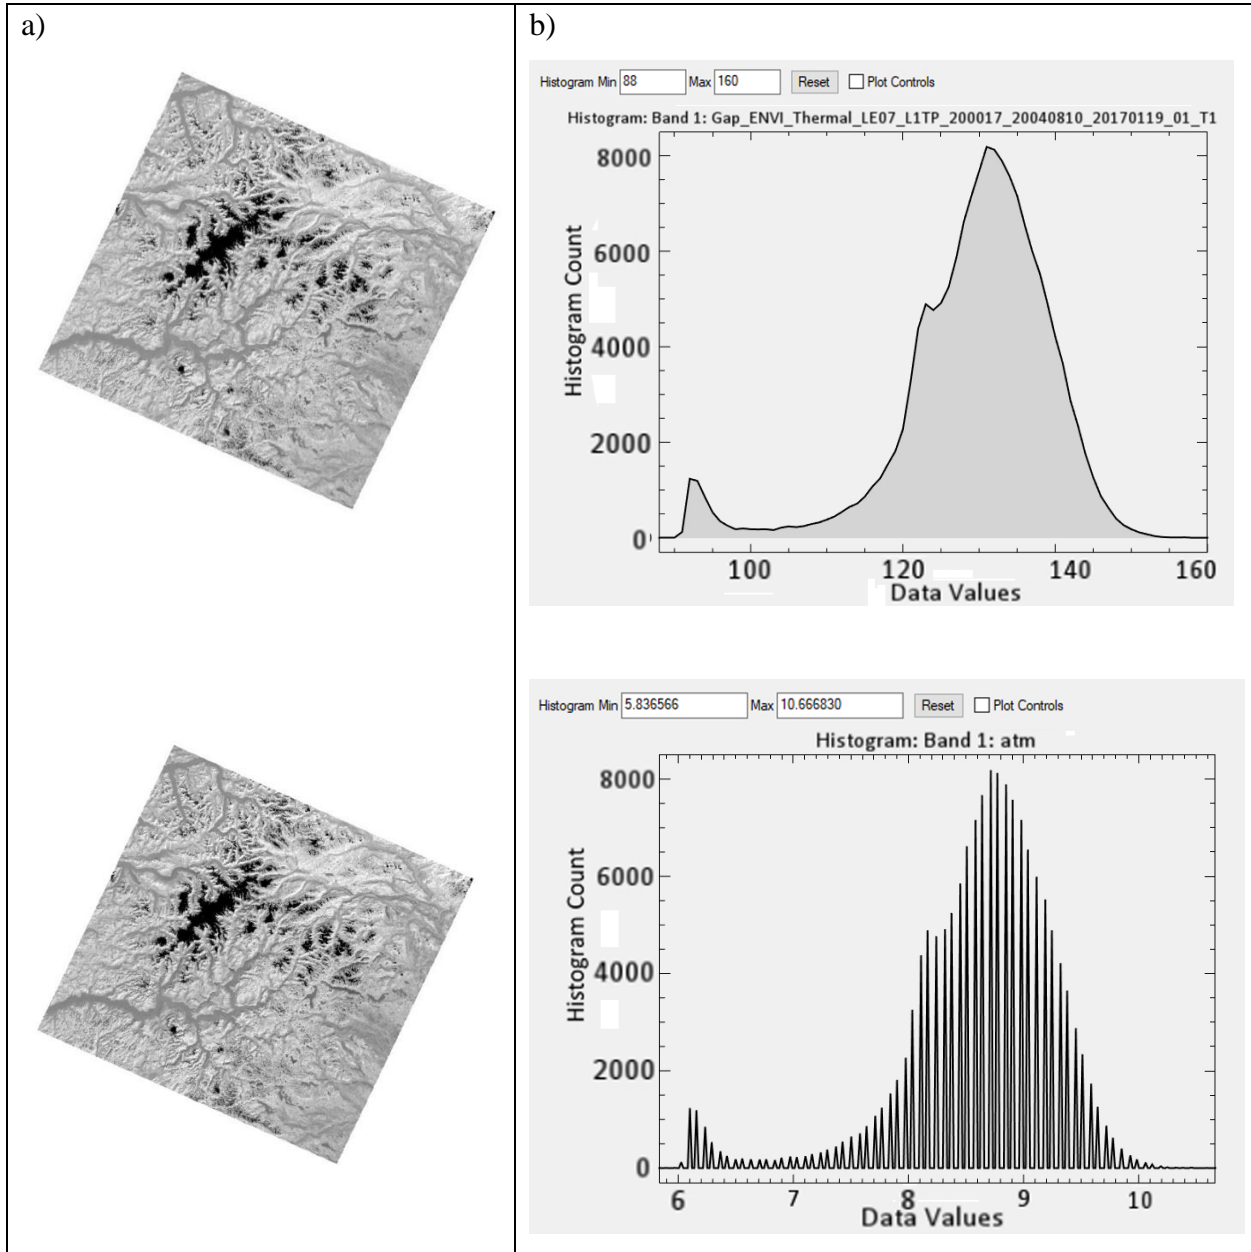 a)
b)
Histogram Min 88 Max 160 Reset Plot Controls
Histogram: Band 1: Gap_ENVI_Thermal_LE07_L1TP_200017_20040810_20170119_01_T1
8000
6000
4000
2000
0
Histogram Count
100 120 140 160
Data Values
Histogram Min 5.836566 Max 10.666830 Reset Plot Controls
Histogram: Band 1: atm
8000
6000
4000
2000
0
Histogram Count
6 7 8 9 10
Data Values